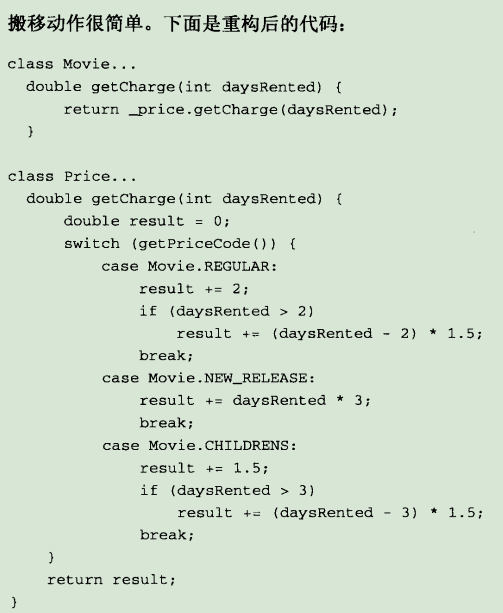 搬移动作很简单。下面是重构后的代码：
class Movie...
  double getCharge(int daysRented) {
      return _price.getCharge(daysRented);
  }
class Price...
  double getCharge(int daysRented) {
      double result = 0;
      switch (getPriceCode()) {
          case Movie.REGULAR:
              result += 2;
              if (daysRented > 2)
                  result += (daysRented - 2) * 1.5;
              break;
          case Movie.NEW_RELEASE:
              result += daysRented * 3;
              break;
          case Movie.CHILDRENS:
              result += 1.5;
              if (daysRented > 3)
                  result += (daysRented - 3) * 1.5;
              break;
    }
    return result;
}